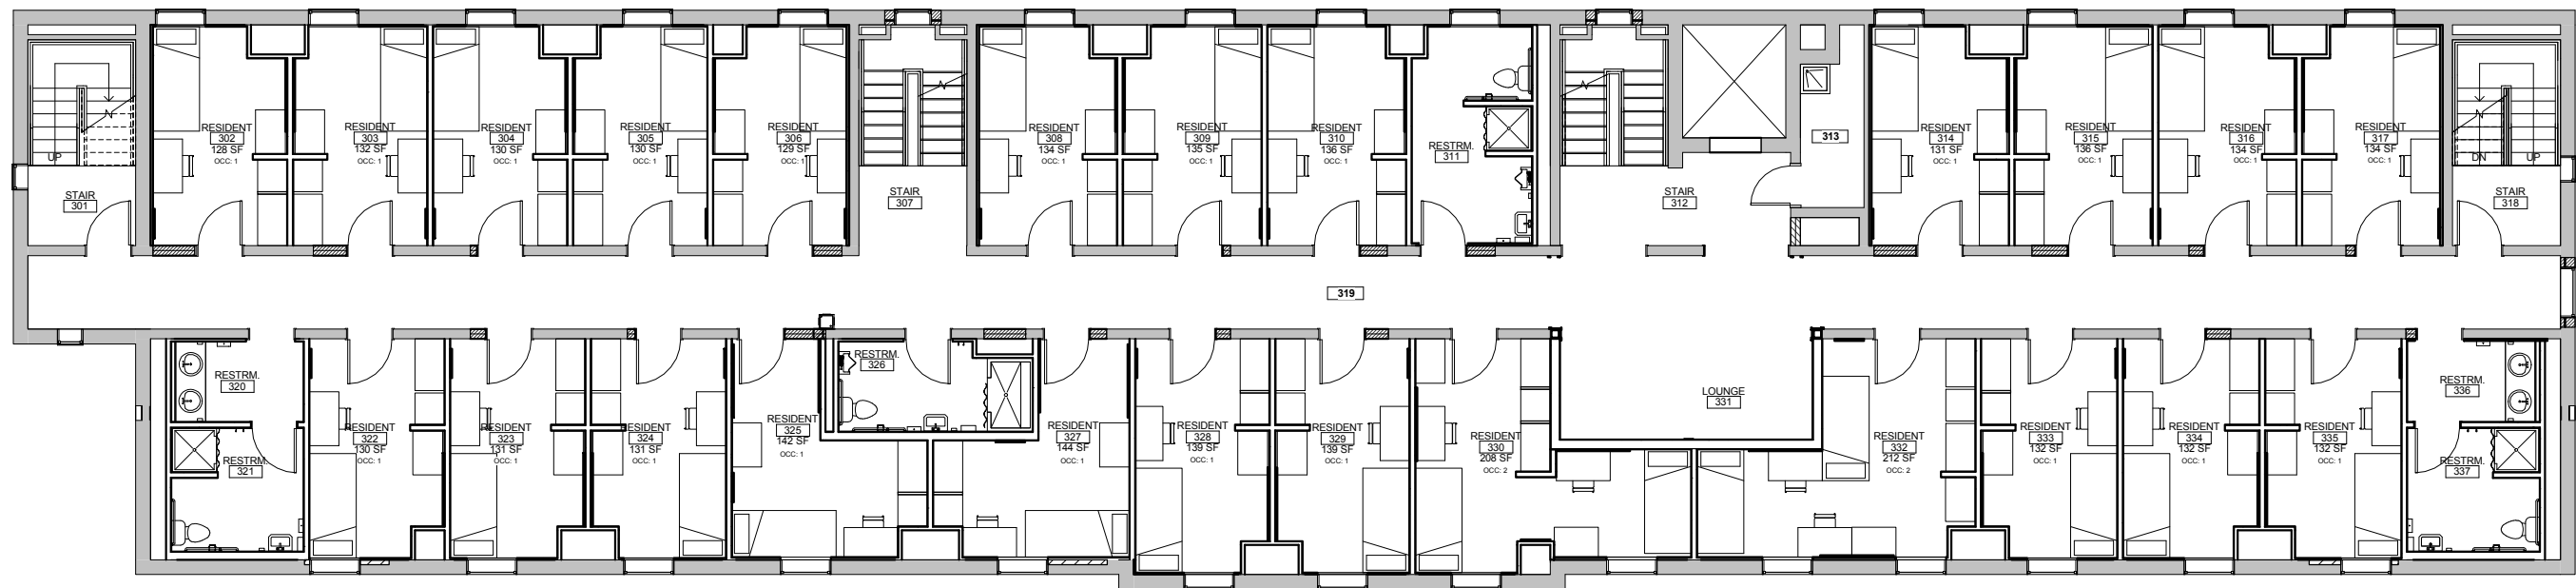 UP
STAIR
301
RESIDENT
302
128 SF
OCC: 1
RESIDENT
303
132 SF
OCC: 1
RESIDENT
304
130 SF
OCC: 1
RESIDENT
305
130 SF
OCC: 1
RESIDENT
306
129 SF
OCC: 1
STAIR
307
RESIDENT
308
134 SF
OCC: 1
RESIDENT
309
135 SF
OCC: 1
RESIDENT
310
136 SF
OCC: 1
RESTRM.
311
STAIR
312
313
RESIDENT
314
131 SF
OCC: 1
RESIDENT
315
136 SF
OCC: 1
RESIDENT
316
134 SF
OCC: 1
RESIDENT
317
134 SF
OCC: 1
DN
UP
STAIR
318
319
RESTRM.
320
RESTRM.
321
RESIDENT
322
130 SF
OCC: 1
RESIDENT
323
131 SF
OCC: 1
RESIDENT
324
131 SF
OCC: 1
RESIDENT
325
142 SF
OCC: 1
RESTRM.
326
RESIDENT
327
144 SF
OCC: 1
RESIDENT
328
139 SF
OCC: 1
RESIDENT
329
139 SF
OCC: 1
RESIDENT
330
208 SF
OCC: 2
LOUNGE
331
RESIDENT
332
212 SF
OCC: 2
RESIDENT
333
132 SF
OCC: 1
RESIDENT
334
132 SF
OCC: 1
RESIDENT
335
132 SF
OCC: 1
RESTRM.
336
RESTRM.
337